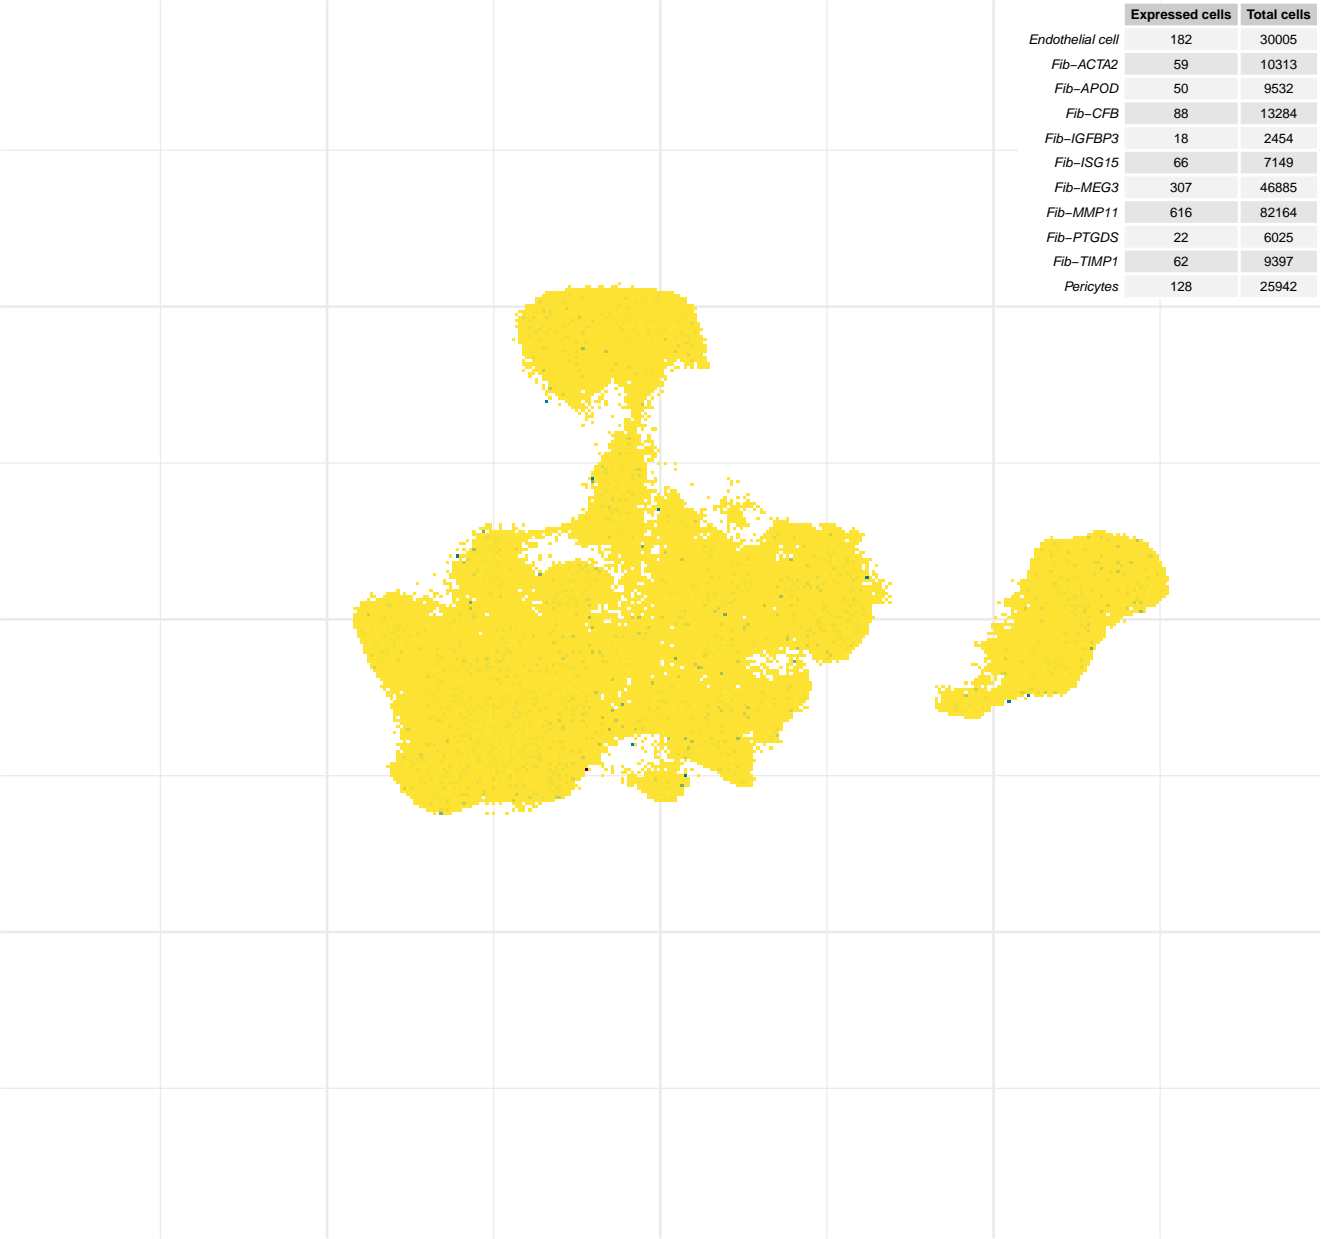 Expressed cells Total cells
Endothelial cell 182 30005
Fib−ACTA2 59 10313
Fib−APOD 50 9532
Fib−CFB 88 13284
Fib−IGFBP3 18 2454
Fib−ISG15 66 7149
Fib−MEG3 307 46885
Fib−MMP11 616 82164
Fib−PTGDS 22 6025
Fib−TIMP1 62 9397
Pericytes 128 25942